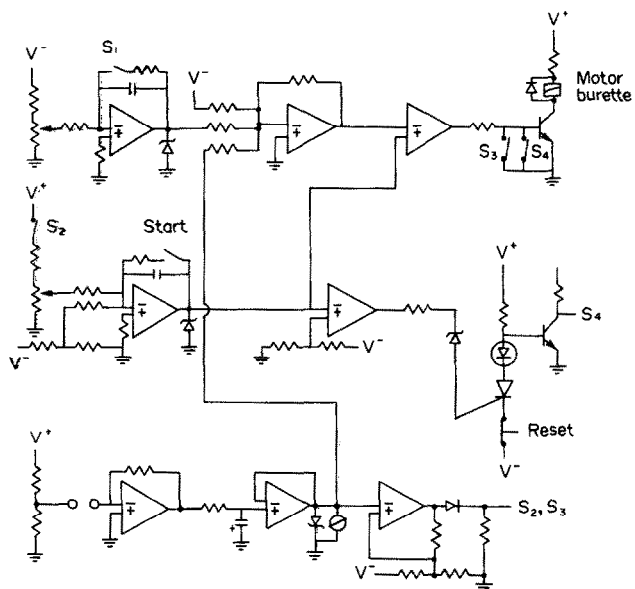 V⁻
S₁
V⁻
V⁺
Motor
burette
S₃
S₄
V⁺
S₂
Start
V⁻
V⁻
V⁺
S₄
Reset
V⁻
V⁺
S₂, S₃
V⁻